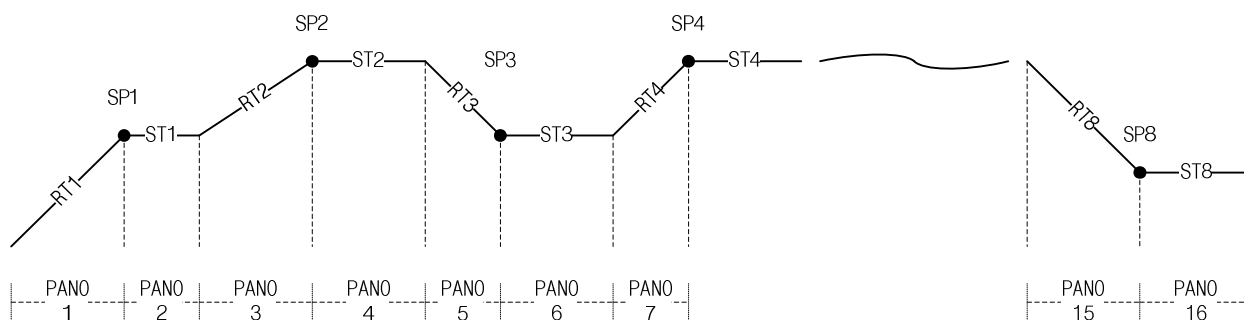 SP2
SP4
ST2
SP3
ST4
RT2
RT3
RT4
SP1
RT8
SP8
ST1
ST3
RT1
ST8
PANO PANO PANO PANO PANO PANO PANO PANO PANO
1 2 3 4 5 6 7 15 16